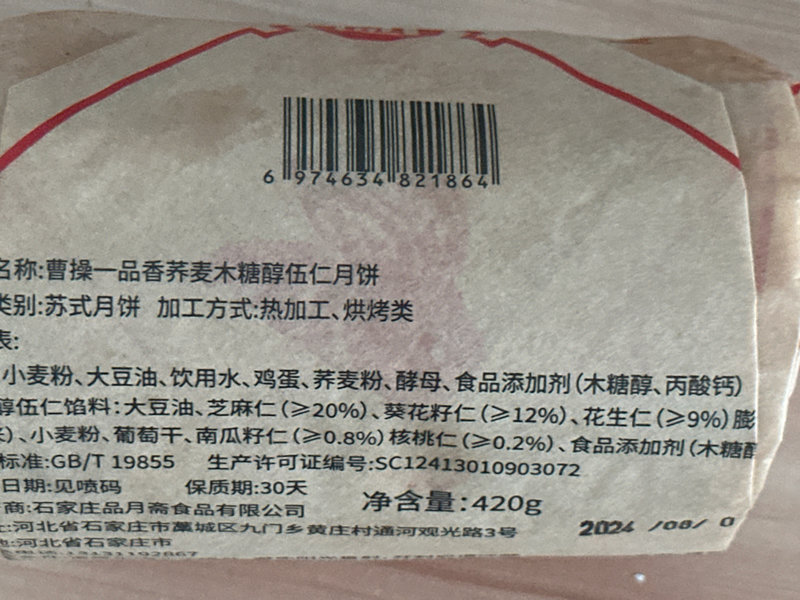 6 974634 821864
名称:曹操一品香荞麦木糖醇伍仁月饼
类别:苏式月饼 加工方式:热加工、烘烤类
表:
小麦粉、大豆油、饮用水、鸡蛋、荞麦粉、酵母、食品添加剂(木糖醇、丙酸钙)
醇伍仁馅料:大豆油、芝麻仁(≥20%)、葵花籽仁(≥12%)、花生仁(≥9%)膨
)、小麦粉、葡萄干、南瓜籽仁(≥0.8%)核桃仁(≥0.2%)、食品添加剂(木糖醇
标准:GB/T 19855 生产许可证编号:SC12413010903072
日期:见喷码 保质期:30天
净含量:420g
商:石家庄品月斋食品有限公司
2024 /08/ 0
:河北省石家庄市藁城区九门乡黄庄村通河观光路3号
地:河北省石家庄市